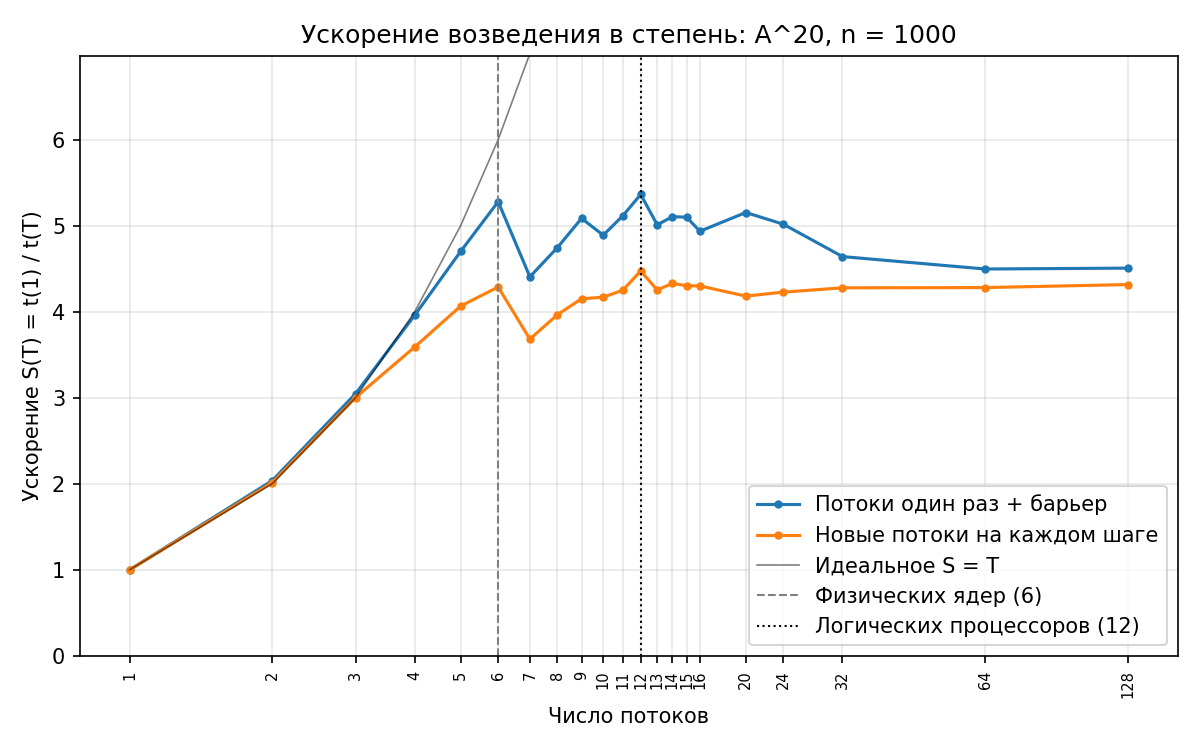 Ускорение возведения в степень: A^20, n = 1000
Ускорение S(T) = t(1) / t(T)
6
5
4
3
2
1
0
Потоки один раз + барьер
Новые потоки на каждом шаге
Идеальное S = T
Физических ядер (6)
Логических процессоров (12)
1 2 3 4 5 6 7 8 9 10 11 12 13 14 15 16 20 24 32 64 128
Число потоков